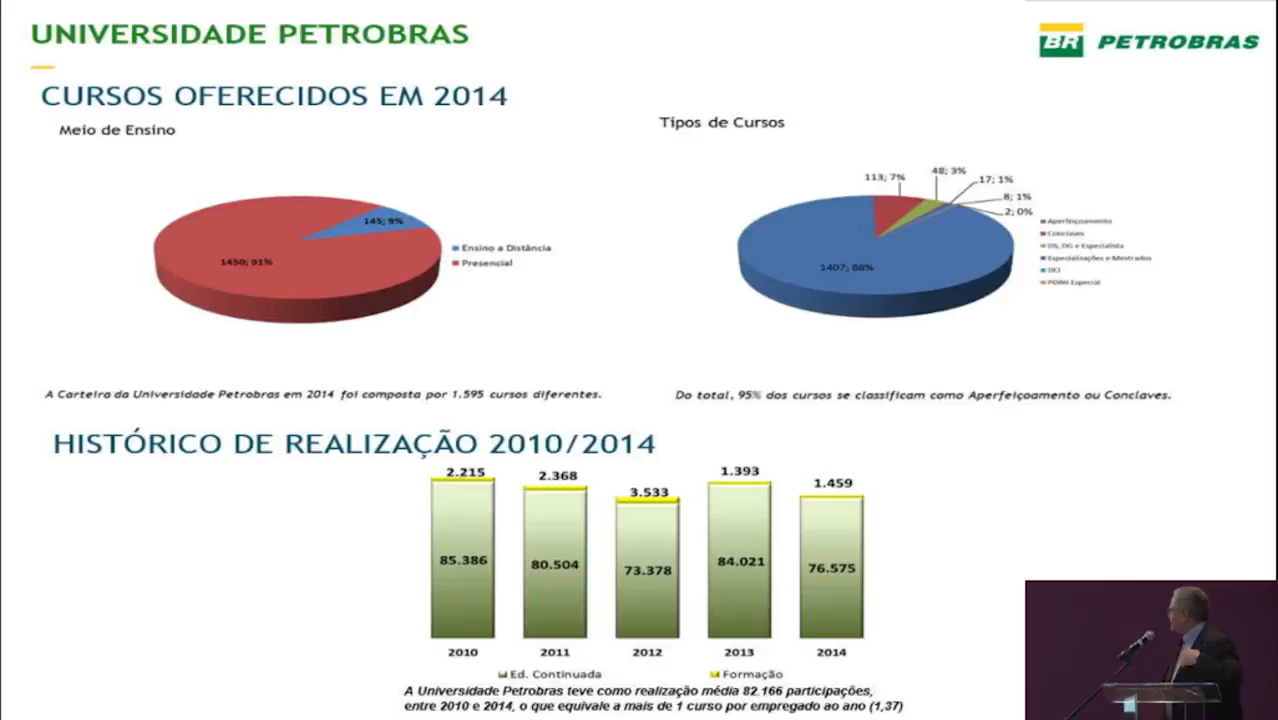 UNIVERSIDADE PETROBRAS
BR PETROBRAS
CURSOS OFERECIDOS EM 2014
Meio de Ensino
145; 9%
1450; 91%
Ensino a Distância
Presencial
Tipos de Cursos
113; 7%
48; 3%
17; 1%
8; 1%
2; 0%
1407; 88%
Aperfeiçoamento
Conclaves
DS, DG e Especialista
Especializações e Mestrados
DCI
PDRH Especial
A Carteira da Universidade Petrobras em 2014 foi composta por 1.595 cursos diferentes.
Do total, 95% dos cursos se classificam como Aperfeiçoamento ou Conclaves.
HISTÓRICO DE REALIZAÇÃO 2010/2014
2.215
2.368
3.533
1.393
1.459
85.386
80.504
73.378
84.021
76.575
2010
2011
2012
2013
2014
Ed. Continuada
Formação
A Universidade Petrobras teve como realização média 82.166 participações,
entre 2010 e 2014, o que equivale a mais de 1 curso por empregado ao ano (1,37)